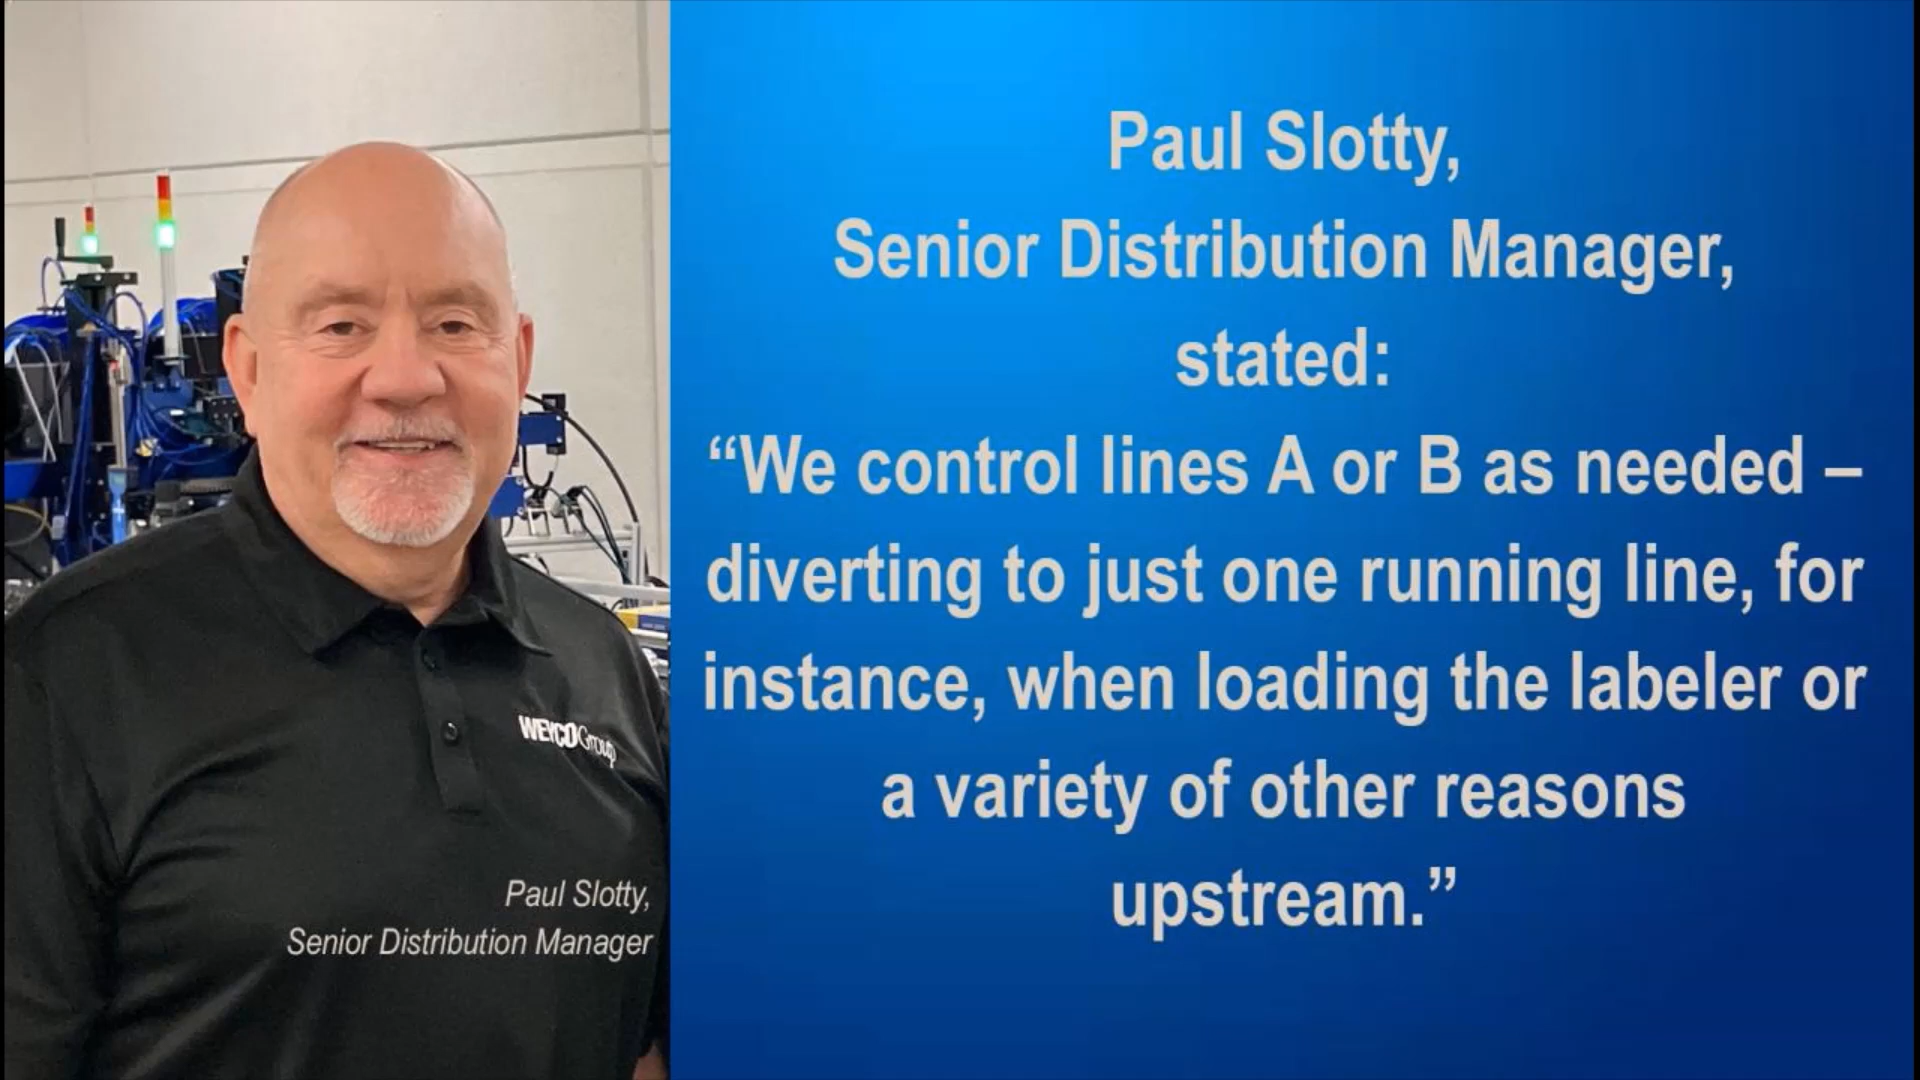 Paul Slotty,
Senior Distribution Manager,
stated:
“We control lines A or B as needed –
diverting to just one running line, for
instance, when loading the labeler or
a variety of other reasons
upstream.”
WEYCO Group
Paul Slotty,
Senior Distribution Manager